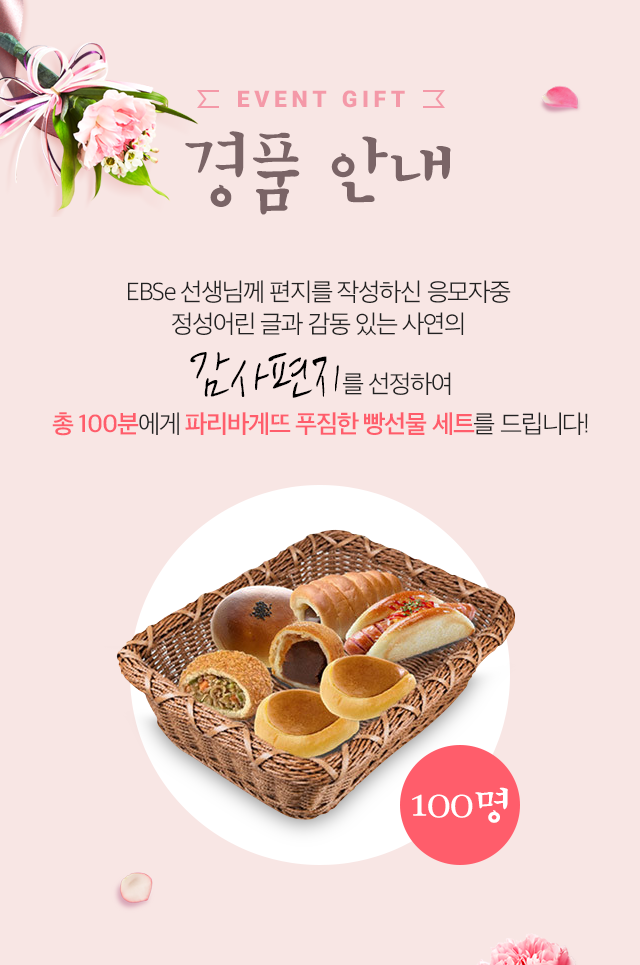 EVENT GIFT
경품 안내
EBSe 선생님께 편지를 작성하신 응모자중
정성어린 글과 감동 있는 사연의
감사편지를 선정하여
총 100분에게 파리바게뜨 푸짐한 빵선물 세트를 드립니다!
100명